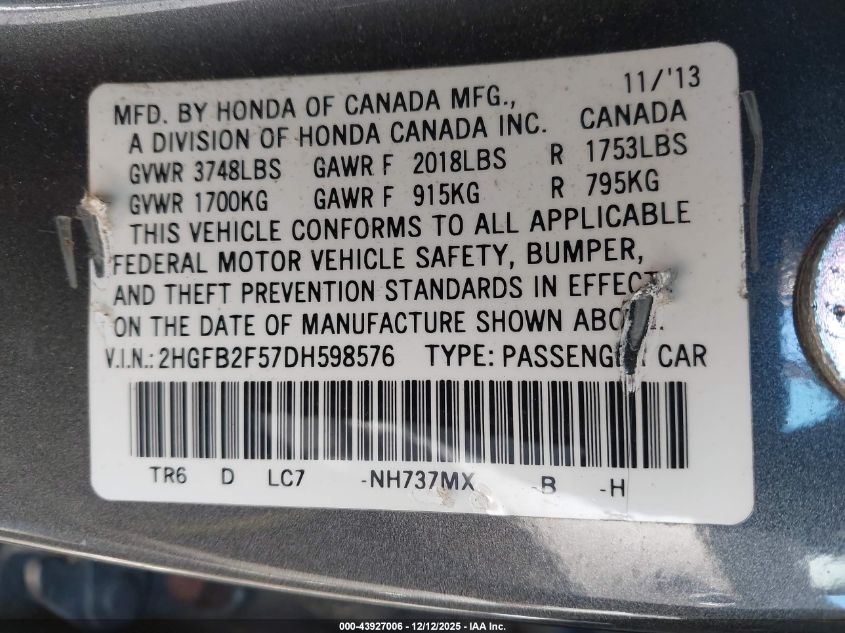 11/'13
MFD. BY HONDA OF CANADA MFG., CANADA
A DIVISION OF HONDA CANADA INC.
GVWR 3748LBS GAWR F 2018LBS R 1753LBS
GVWR 1700KG GAWR F 915KG R 795KG
THIS VEHICLE CONFORMS TO ALL APPLICABLE
FEDERAL MOTOR VEHICLE SAFETY, BUMPER,
AND THEFT PREVENTION STANDARDS IN EFFECT
ON THE DATE OF MANUFACTURE SHOWN
V.I.N.: 2HGFB2F57DH598576 TYPE: PASSENGER CAR
TR6 D LC7 -NH737MX -B -H
000-43927006 - 12/12/2025 - IAA Inc.